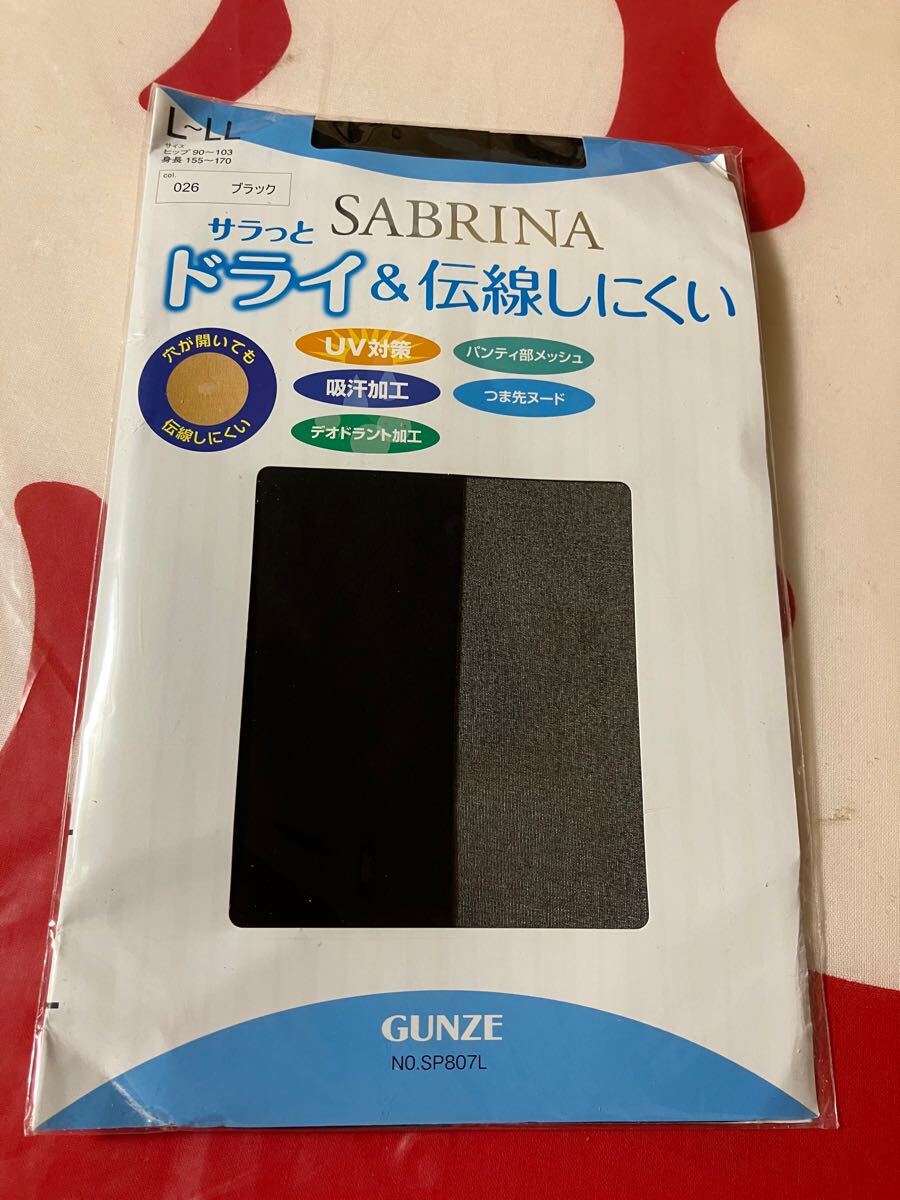 L~LL
サイズ
ヒップ 90~103
身長 155~170
col.
026 ブラック
SABRINA
サラっと
ドライ&伝線しにくい
穴が開いても
伝線しにくい
UV対策
吸汗加工
デオドラント加工
パンティ部メッシュ
つま先ヌード
GUNZE
NO.SP807L